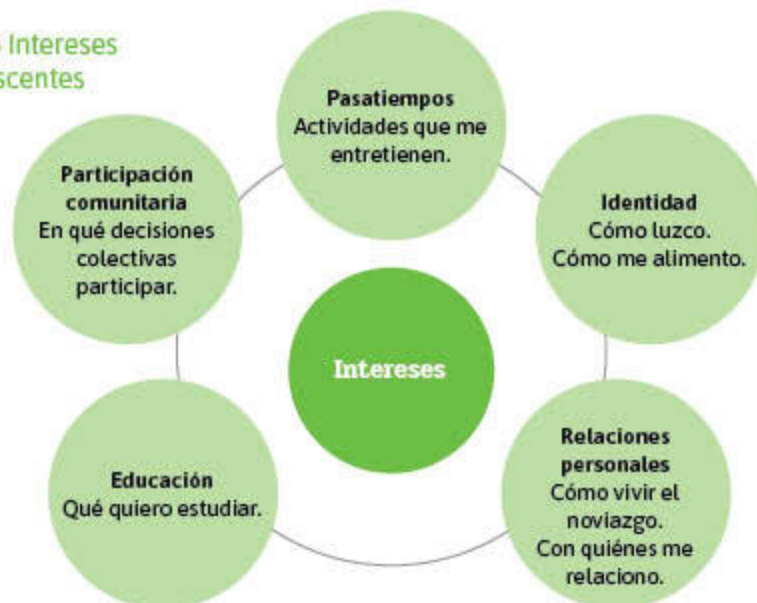 Intereses
Pasatiempos
Actividades que me
entretienen.
Identidad
Cómo luzco.
Cómo me alimento.
Relaciones
personales
Cómo vivir el
noviazgo.
Con quiénes me
relaciono.
Educación
Qué quiero estudiar.
Participación
comunitaria
En qué decisiones
colectivas
participar.
Intereses